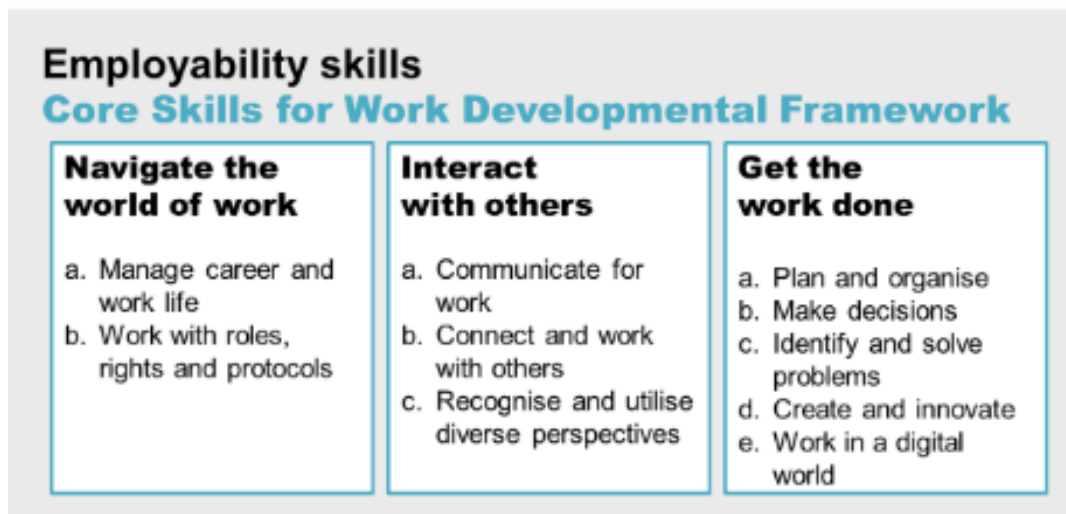 Employability skills
Core Skills for Work Developmental Framework
Navigate the
world of work
a. Manage career and
work life
b. Work with roles,
rights and protocols
Interact
with others
a. Communicate for
work
b. Connect and work
with others
c. Recognise and utilise
diverse perspectives
Get the
work done
a. Plan and organise
b. Make decisions
c. Identify and solve
problems
d. Create and innovate
e. Work in a digital
world